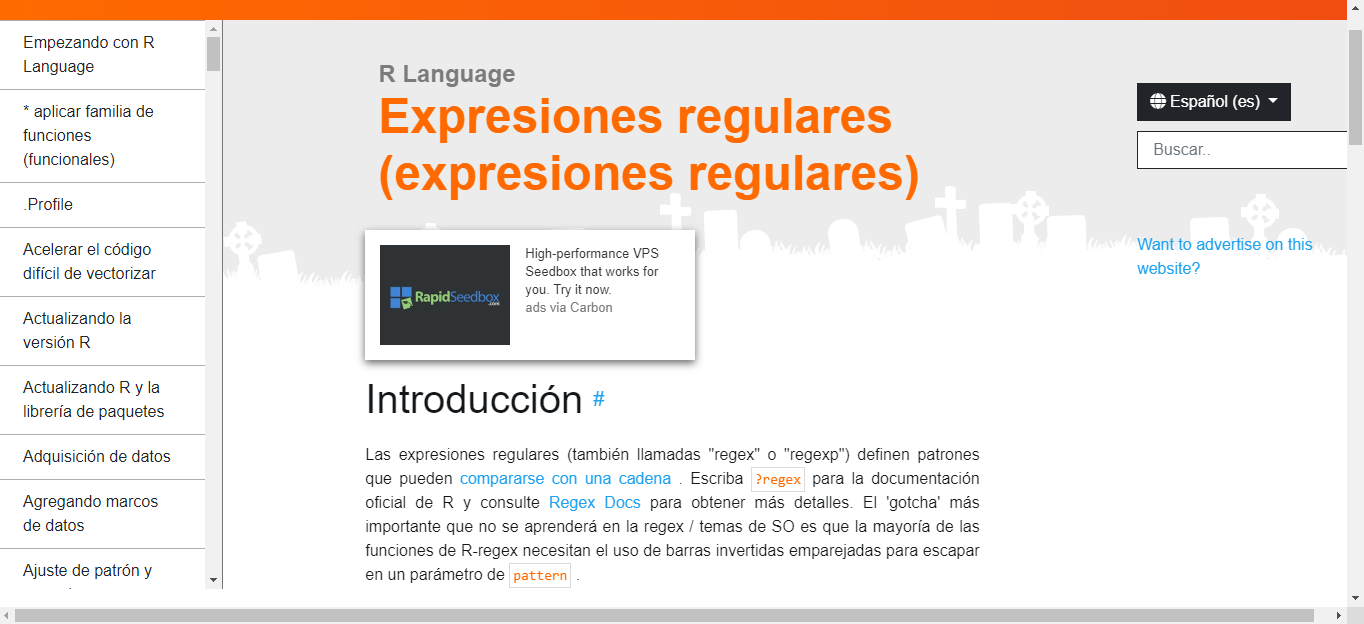 Empezando con R
Language
* aplicar familia de
funciones
(funcionales)
.Profile
Acelerar el código
difícil de vectorizar
Actualizando la
versión R
Actualizando R y la
librería de paquetes
Adquisición de datos
Agregando marcos
de datos
Ajuste de patrón y
R Language
Expresiones regulares
(expresiones regulares)
Español (es)
Buscar..
Want to advertise on this
website?
RapidSeedbox.com
High-performance VPS
Seedbox that works for
you. Try it now.
ads via Carbon
Introducción #
Las expresiones regulares (también llamadas "regex" o "regexp") definen patrones
que pueden compararse con una cadena . Escriba ?regex para la documentación
oficial de R y consulte Regex Docs para obtener más detalles. El 'gotcha' más
importante que no se aprenderá en la regex / temas de SO es que la mayoría de las
funciones de R-regex necesitan el uso de barras invertidas emparejadas para escapar
en un parámetro de pattern .